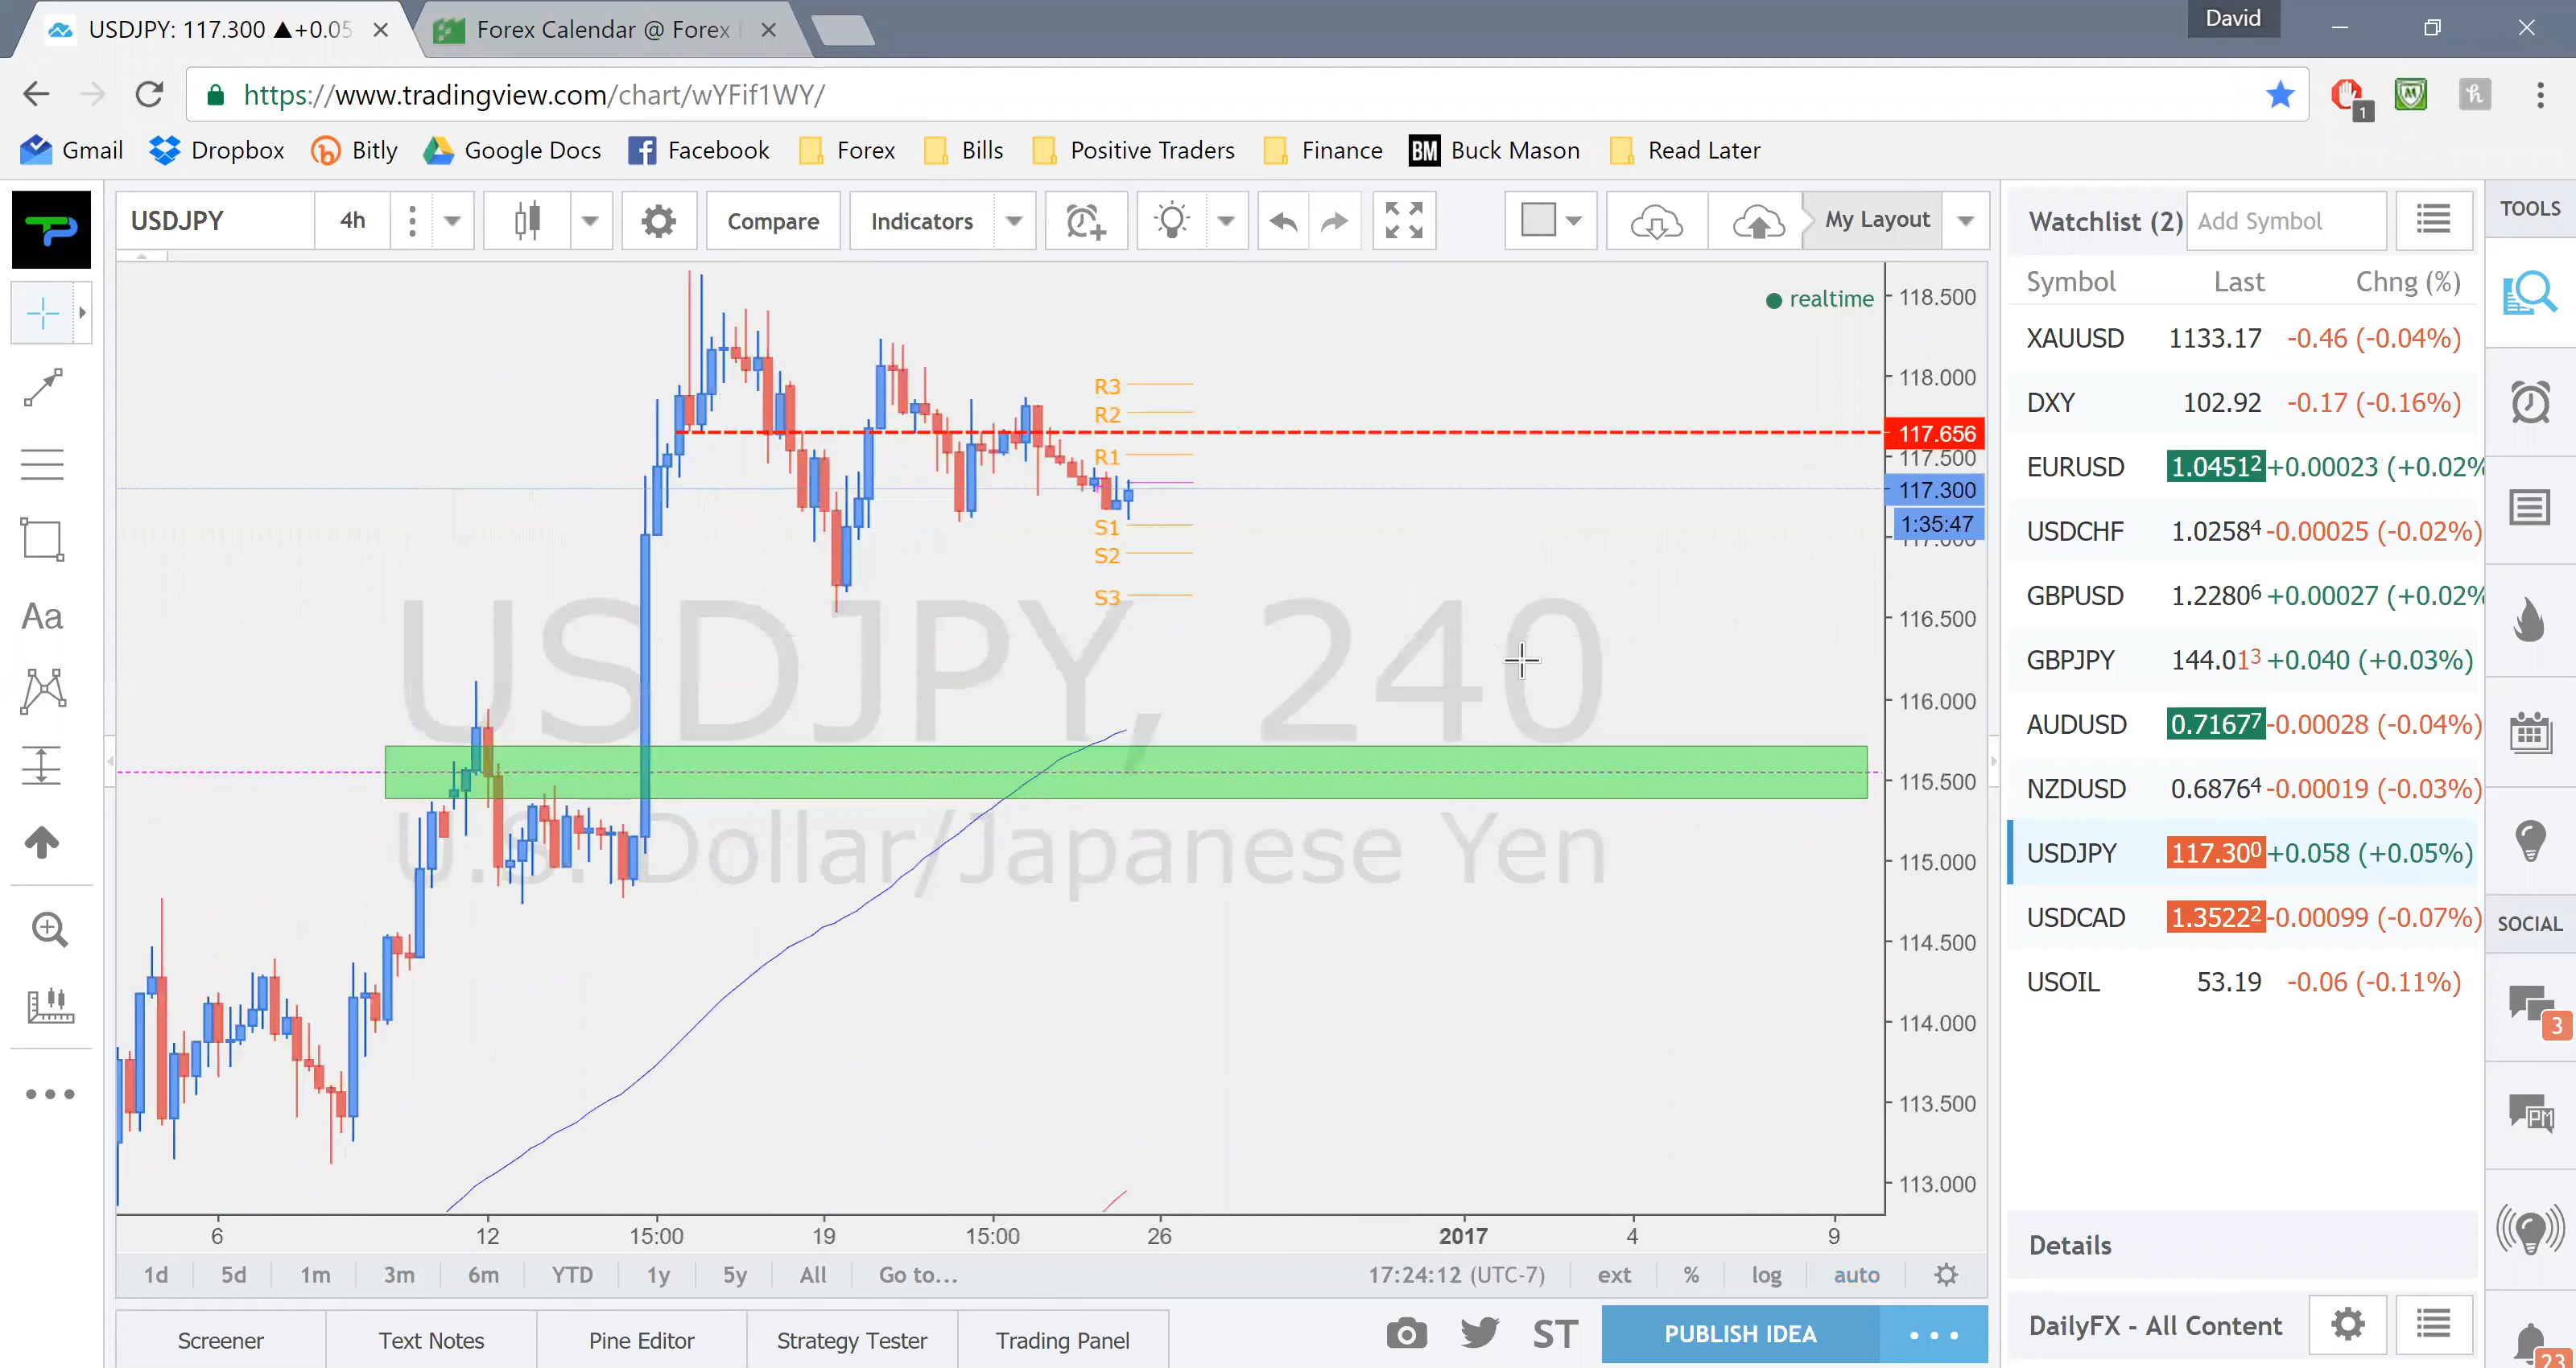 USDJPY: 117.300 ▲+0.05
Forex Calendar @ Forex
David
https://www.tradingview.com/chart/wYFif1WY/
1
Gmail Dropbox Bitly Google Docs Facebook Forex Bills Positive Traders Finance BM Buck Mason Read Later
USDJPY 4h Compare Indicators My Layout
Watchlist (2) Add Symbol
TOOLS
Symbol Last Chng (%)
XAUUSD 1133.17 -0.46 (-0.04%)
DXY 102.92 -0.17 (-0.16%)
EURUSD 1.04512 +0.00023 (+0.02%
USDCHF 1.02584 -0.00025 (-0.02%)
GBPUSD 1.22806 +0.00027 (+0.02%
GBPJPY 144.013 +0.040 (+0.03%)
AUDUSD 0.71677 -0.00028 (-0.04%)
NZDUSD 0.68764 -0.00019 (-0.03%)
USDJPY 117.300 +0.058 (+0.05%)
USDCAD 1.35222 -0.00099 (-0.07%)
USOIL 53.19 -0.06 (-0.11%)
SOCIAL
3
PM
23
Details
DailyFX - All Content
realtime
118.500
118.000
117.656
117.500
117.300
1:35:47
117.000
116.500
116.000
115.500
115.000
114.500
114.000
113.500
113.000
R3
R2
R1
S1
S2
S3
USDJPY, 240
U.S. Dollar/Japanese Yen
Aa
6 12 15:00 19 15:00 26 2017 4 9
1d 5d 1m 3m 6m YTD 1y 5y All Go to... 17:24:12 (UTC-7) ext % log auto
Screener Text Notes Pine Editor Strategy Tester Trading Panel ST PUBLISH IDEA